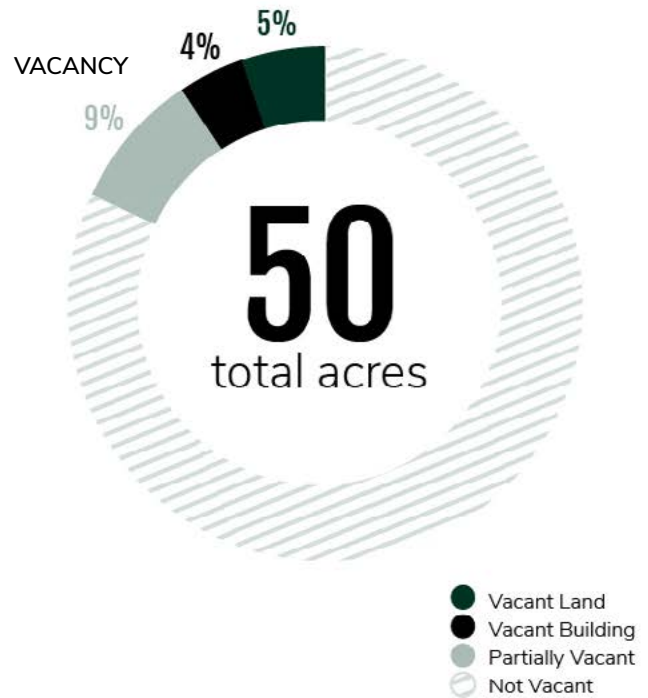 5%
4%
VACANCY
9%
50
total acres
Vacant Land
Vacant Building
Partially Vacant
Not Vacant